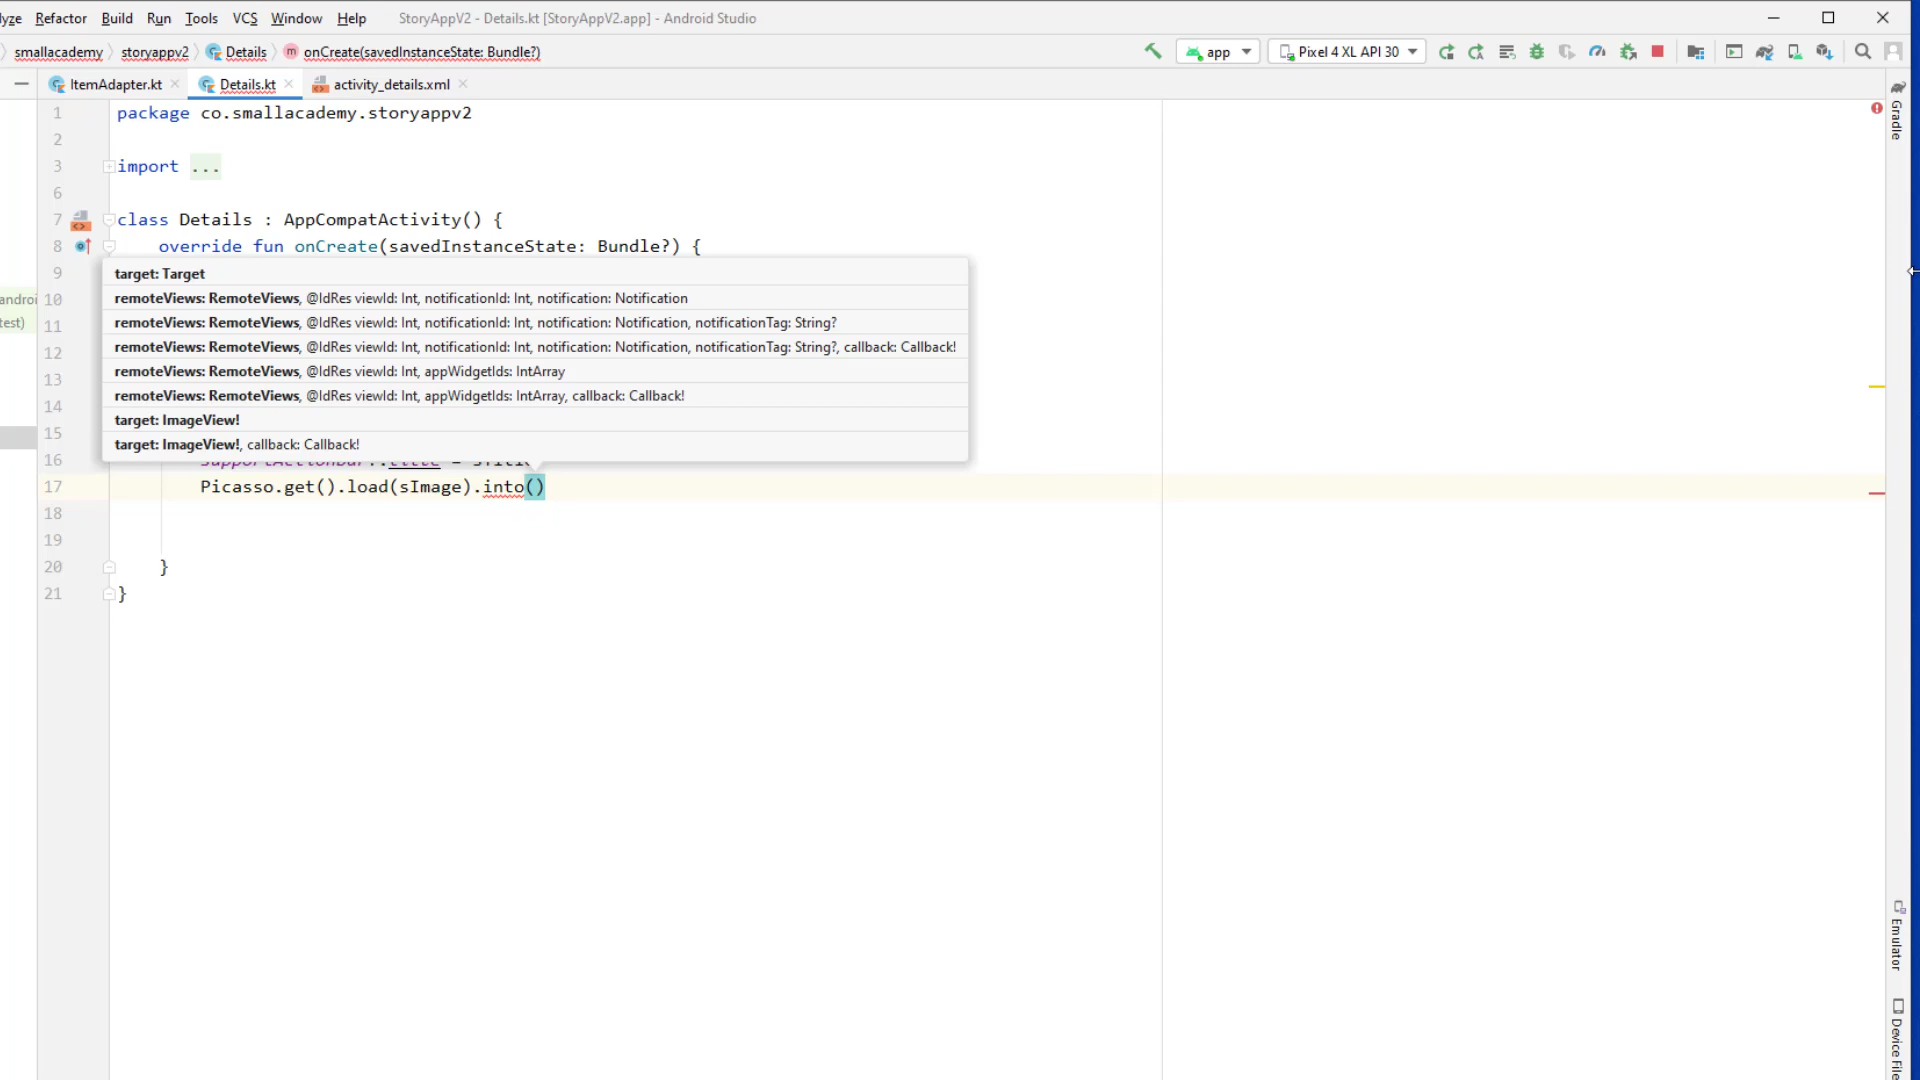 lyze Refactor Build Run Tools VCS Window Help StoryAppV2 - Details.kt [StoryAppV2.app] - Android Studio
smallacademy storyappv2 Details onCreate(savedInstanceState: Bundle?) app Pixel 4 XL API 30
ItemAdapter.kt Details.kt activity_details.xml
1 package co.smallacademy.storyappv2
2
3 import ...
6
7 class Details : AppCompatActivity() {
8 override fun onCreate(savedInstanceState: Bundle?) {
9
10
11
12
13
14
15
target: Target
remoteViews: RemoteViews, @IdRes viewId: Int, notificationId: Int, notification: Notification
remoteViews: RemoteViews, @IdRes viewId: Int, notificationId: Int, notification: Notification, notificationTag: String?
remoteViews: RemoteViews, @IdRes viewId: Int, notificationId: Int, notification: Notification, notificationTag: String?, callback: Callback!
remoteViews: RemoteViews, @IdRes viewId: Int, appWidgetIds: IntArray
remoteViews: RemoteViews, @IdRes viewId: Int, appWidgetIds: IntArray, callback: Callback!
target: ImageView!
target: ImageView!, callback: Callback!
16
17 Picasso.get().load(sImage).into()
18
19
20 }
21 }
androi
test)
Gradle
Emulator
Device File